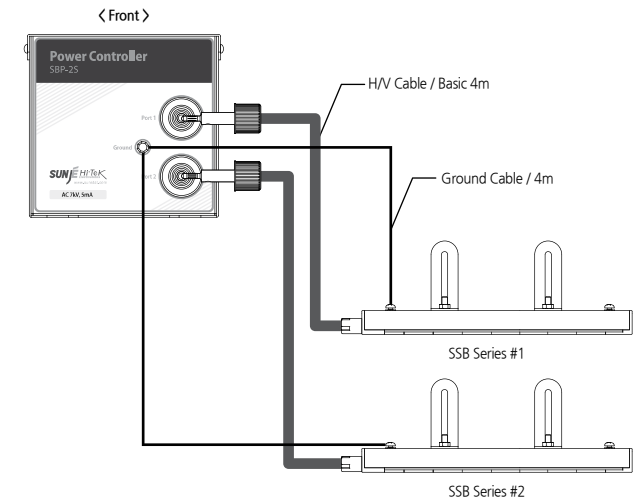 < Front >
Power Controller
SBP-2S
Port 1
Ground
Port 2
SUNJE HI-TEK
AC 7kV, 5mA
H/V Cable / Basic 4m
Ground Cable / 4m
SSB Series #1
SSB Series #2